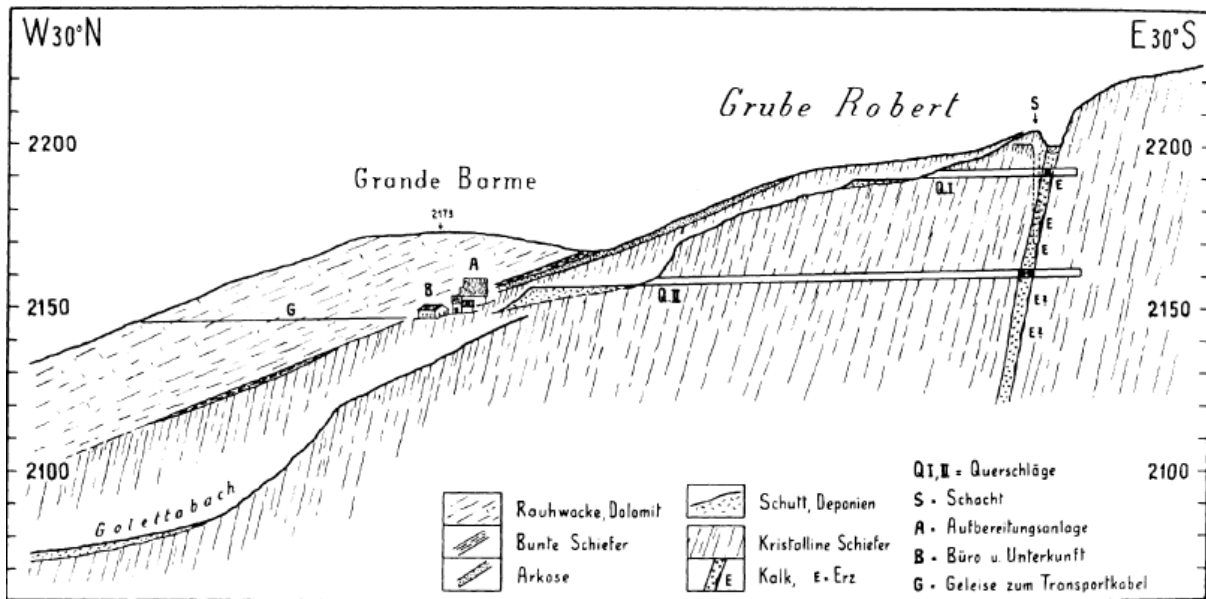 W30°N
E30°S
Grube Robert
S
2200
2200
Grande Barme
Q.I
E
2173
E
A
E
B
Q.II
2150
G
2150
E?
E?
2100
2100
Golettabach
Rauhwacke, Dolomit
Bunte Schiefer
Arkose
Schutt, Deponien
Kristalline Schiefer
Kalk, E = Erz
E
Q I, II = Querschläge
S = Schacht
A = Aufbereitungsanlage
B = Büro u. Unterkunft
G = Geleise zum Transportkabel